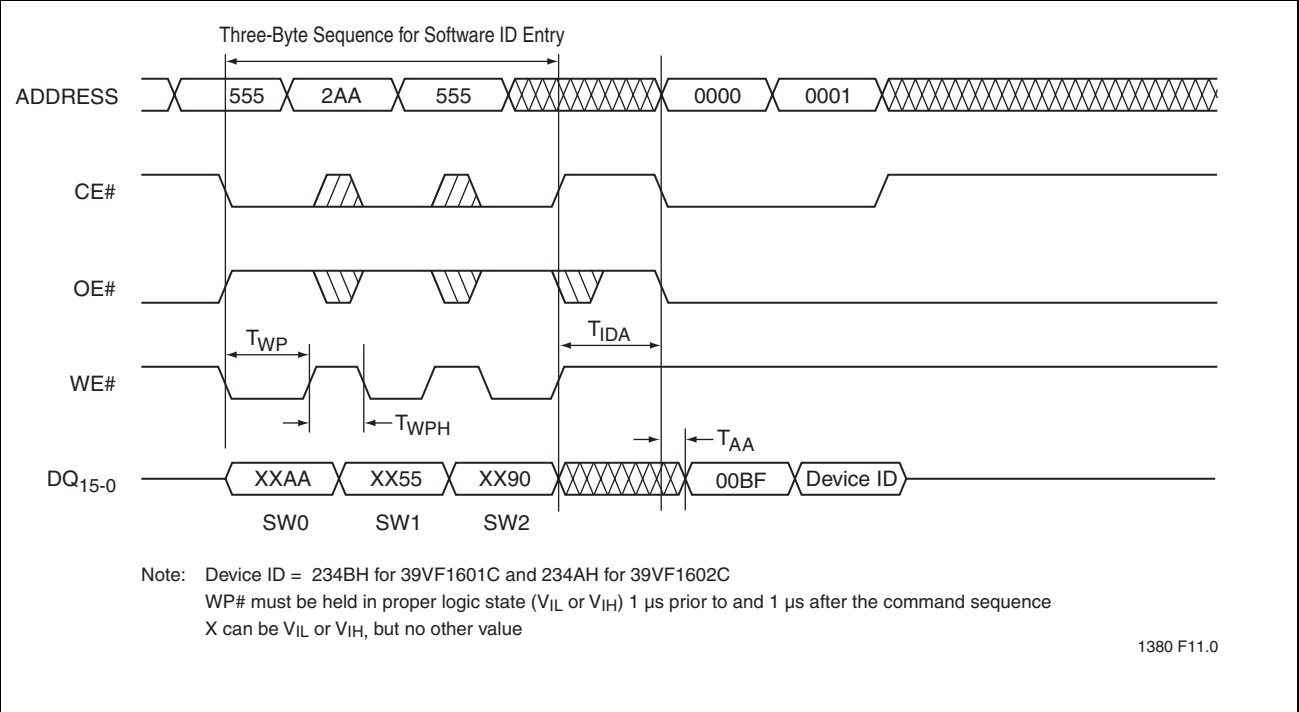 Three-Byte Sequence for Software ID Entry
ADDRESS 555 2AA 555 0000 0001
CE#
OE#
TWP TIDA
WE#
TWPH TAA
DQ15-0 XXAA XX55 XX90 00BF Device ID
SW0 SW1 SW2
Note: Device ID = 234BH for 39VF1601C and 234AH for 39VF1602C
WP# must be held in proper logic state (VIL or VIH) 1 µs prior to and 1 µs after the command sequence
X can be VIL or VIH, but no other value
1380 F11.0